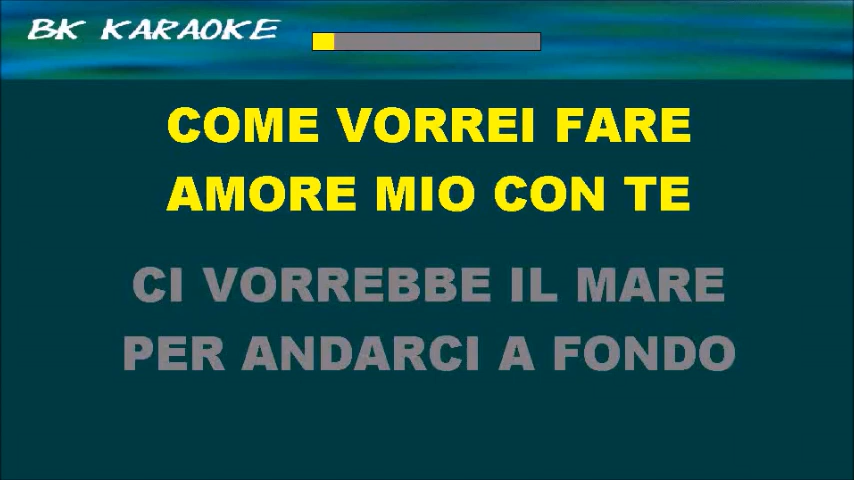 BK KARAOKE
COME VORREI FARE
AMORE MIO CON TE
CI VORREBBE IL MARE
PER ANDARCI A FONDO